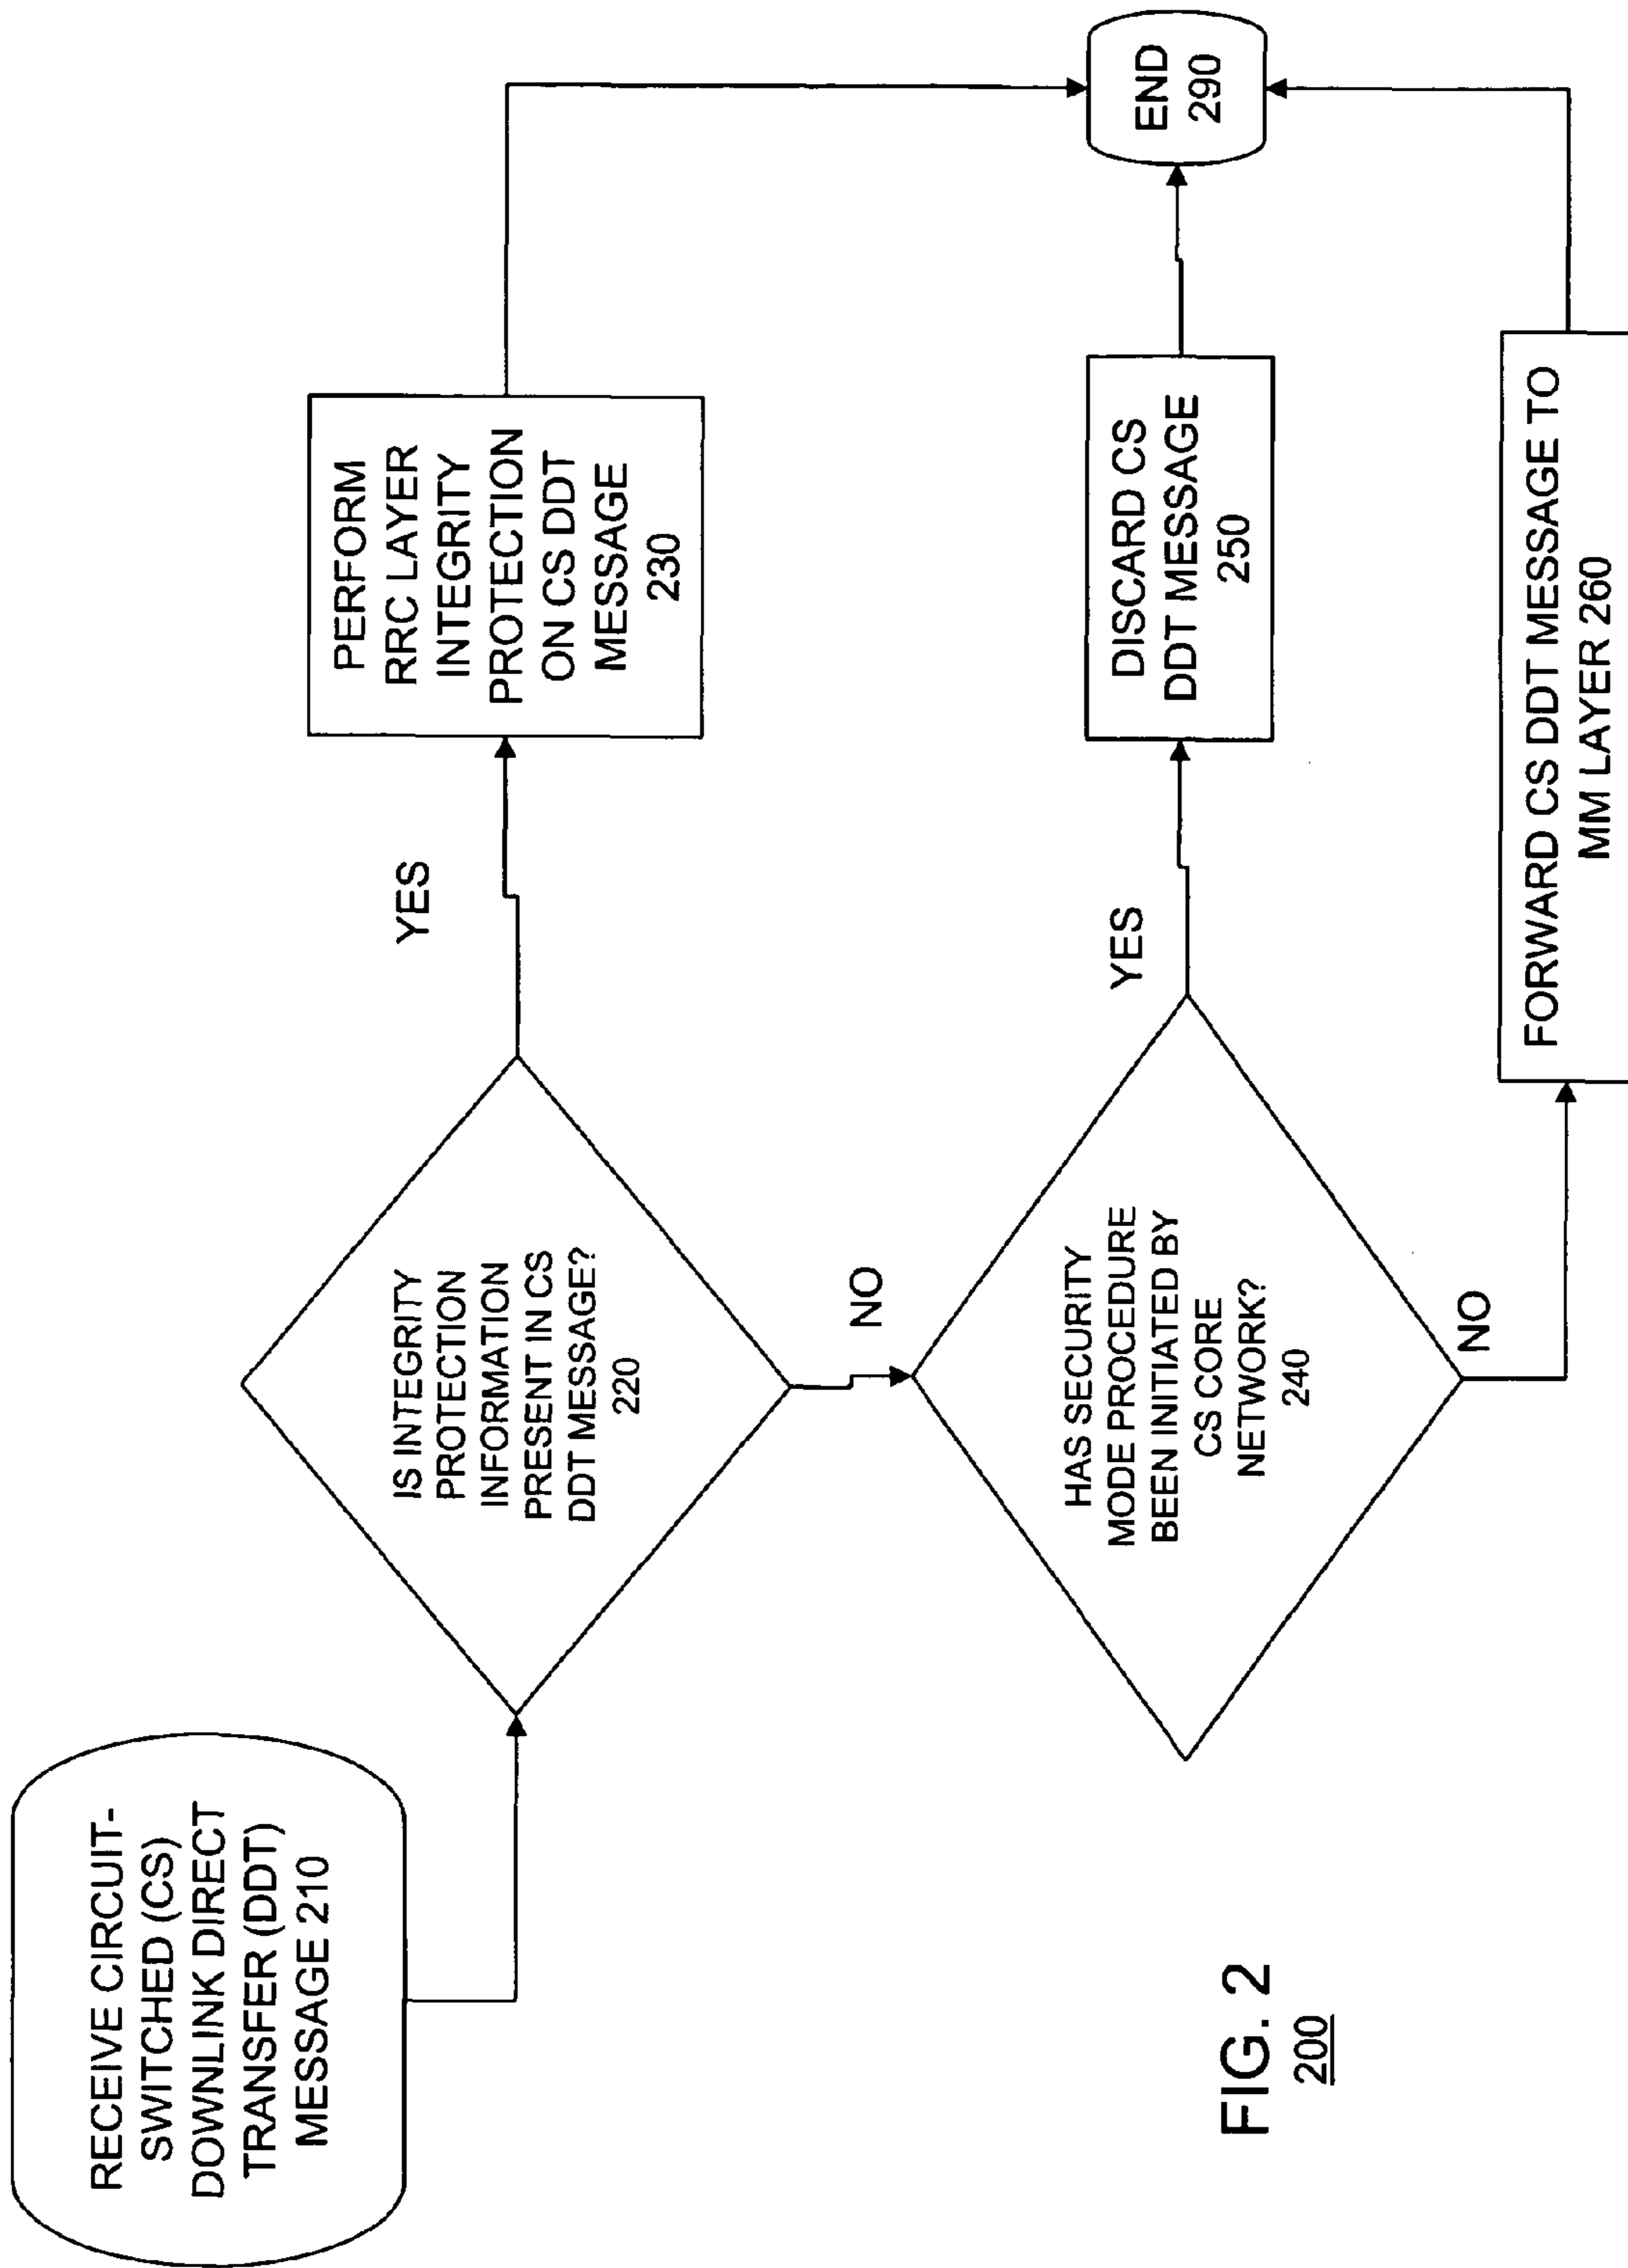 RECEIVE CIRCUIT-
SWITCHED (CS)
DOWNLINK DIRECT
TRANSFER (DDT)
MESSAGE 210
IS INTEGRITY
PROTECTION
INFORMATION
PRESENT IN CS
DDT MESSAGE?
220
YES
PERFORM
RRC LAYER
INTEGRITY
PROTECTION
ON CS DDT
MESSAGE
230
NO
HAS SECURITY
MODE PROCEDURE
BEEN INITIATED BY
CS CORE
NETWORK?
240
YES
DISCARD CS
DDT MESSAGE
250
NO
FORWARD CS DDT MESSAGE TO
MM LAYER 260
END
290
FIG. 2
200